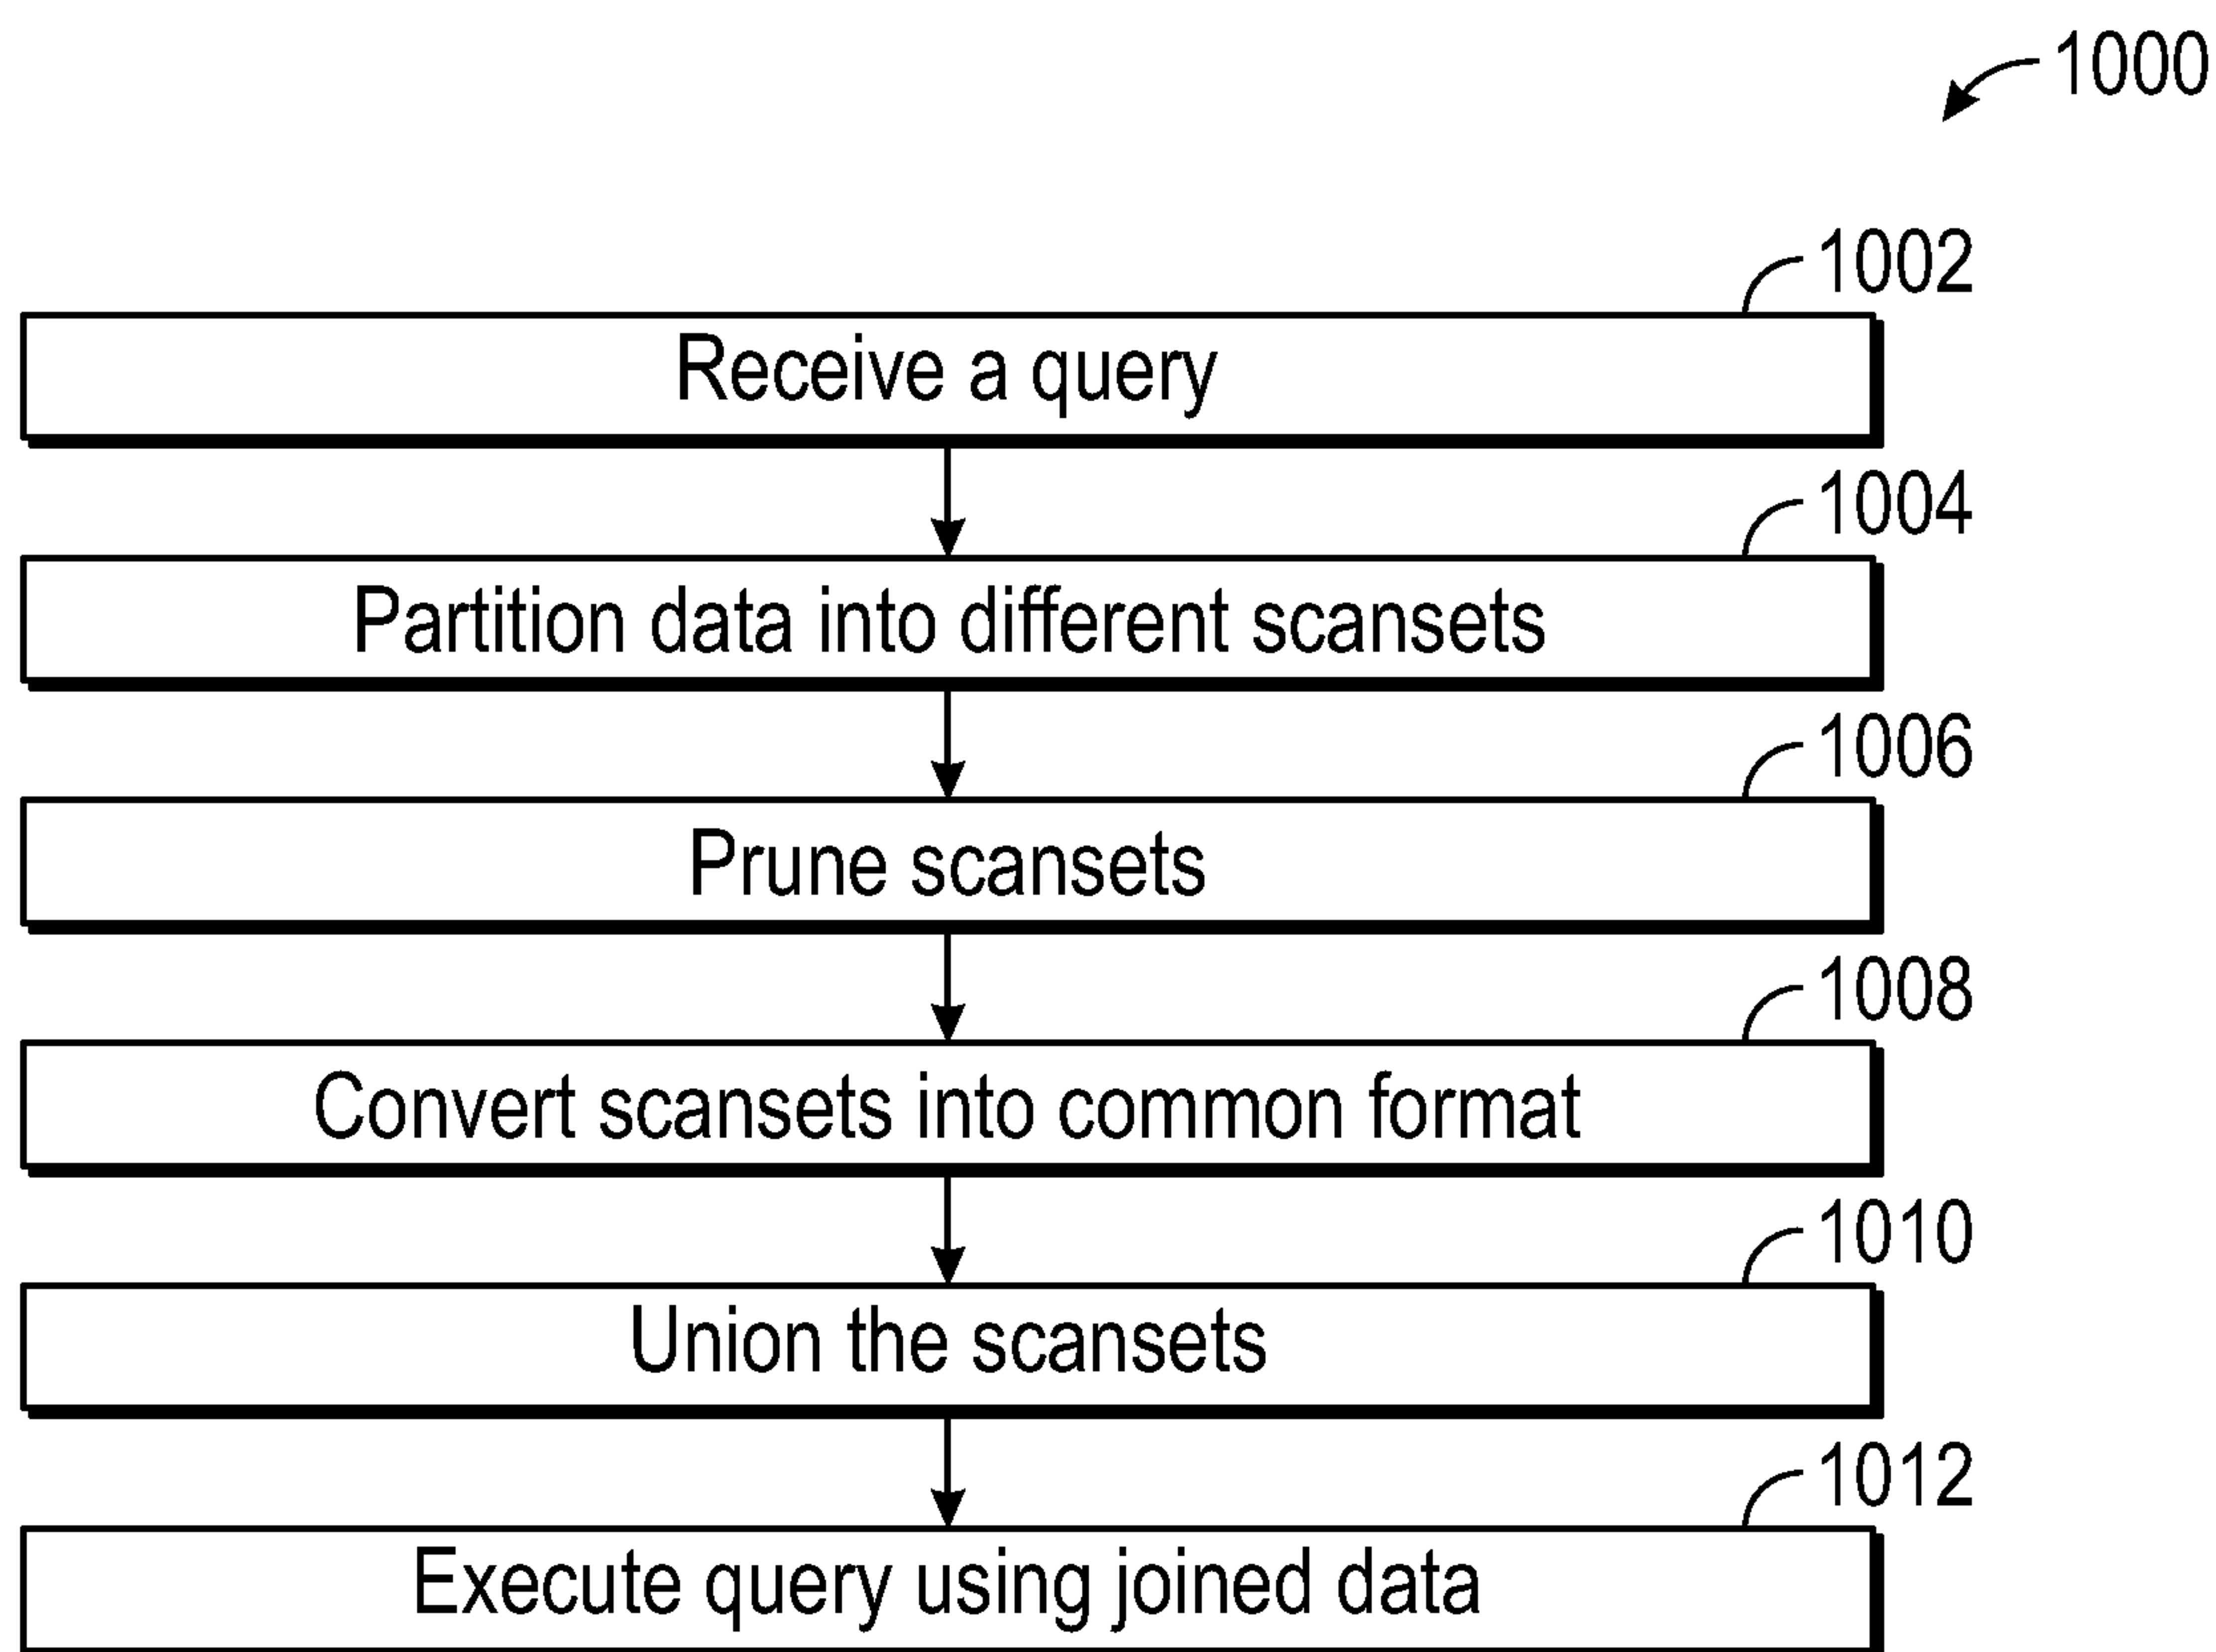 1000
1002
Receive a query
1004
Partition data into different scansets
1006
Prune scansets
1008
Convert scansets into common format
1010
Union the scansets
1012
Execute query using joined data